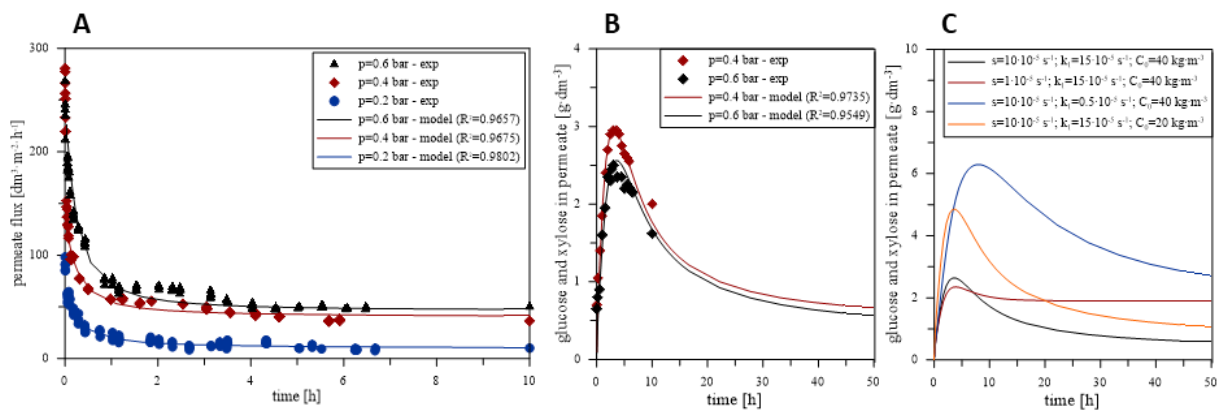 A
300
200
100
0
permeate flux [dm³·m⁻²·h⁻¹]
p=0.6 bar - exp
p=0.4 bar - exp
p=0.2 bar - exp
p=0.6 bar - model (R²=0.9657)
p=0.4 bar - model (R²=0.9675)
p=0.2 bar - model (R²=0.9802)
0 2 4 6 8 10
time [h]
B
4
3
2
1
0
glucose and xylose in permeate [g·dm⁻³]
p=0.4 bar - exp
p=0.6 bar - exp
p=0.4 bar - model (R²=0.9735)
p=0.6 bar - model (R²=0.9549)
0 10 20 30 40 50
time [h]
C
10
8
6
4
2
0
glucose and xylose in permeate [g·dm⁻³]
s=10·10⁻⁵ s⁻¹; k₁=15·10⁻⁵ s⁻¹; C₀=40 kg·m⁻³
s=1·10⁻⁵ s⁻¹; k₁=15·10⁻⁵ s⁻¹; C₀=40 kg·m⁻³
s=10·10⁻⁵ s⁻¹; k₁=0.5·10⁻⁵ s⁻¹; C₀=40 kg·m⁻³
s=10·10⁻⁵ s⁻¹; k₁=15·10⁻⁵ s⁻¹; C₀=20 kg·m⁻³
0 10 20 30 40 50
time [h]